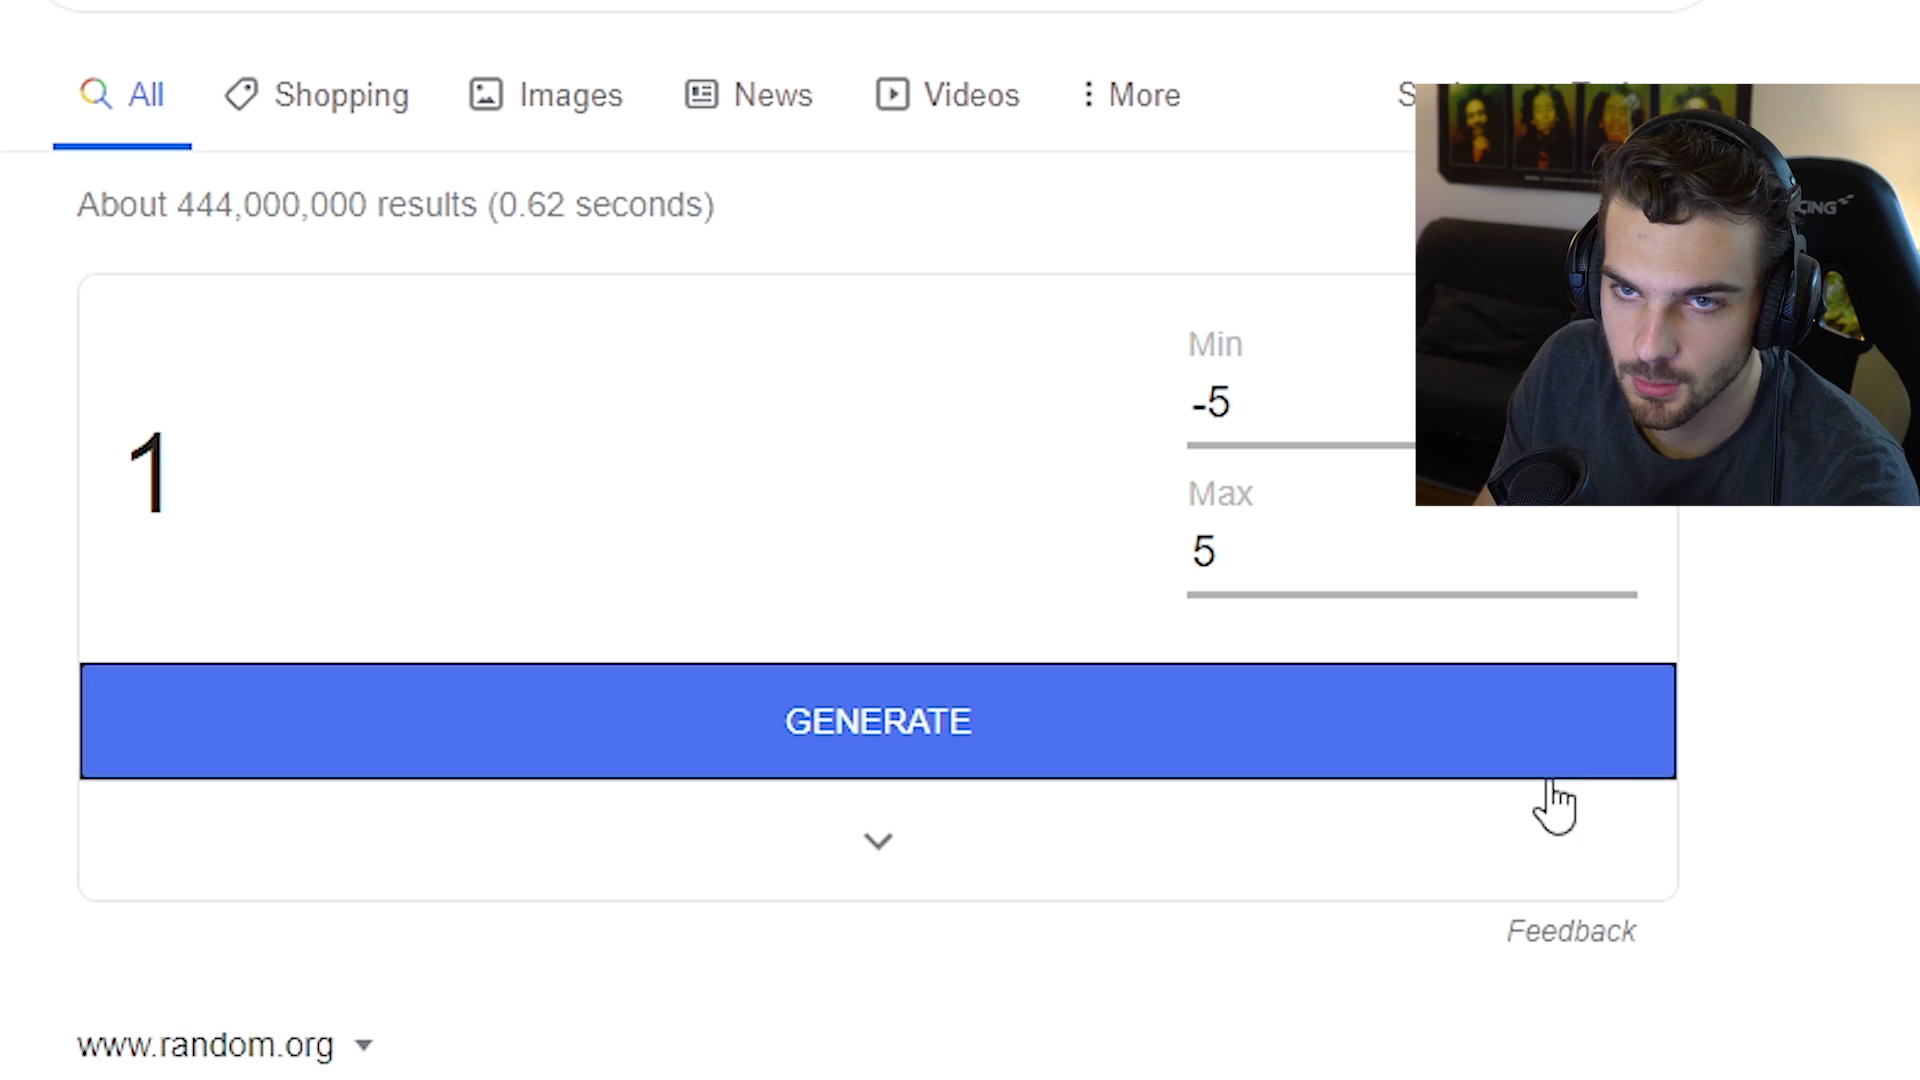 All Shopping Images News Videos More
About 444,000,000 results (0.62 seconds)
1
Min
-5
Max
5
GENERATE
Feedback
www.random.org